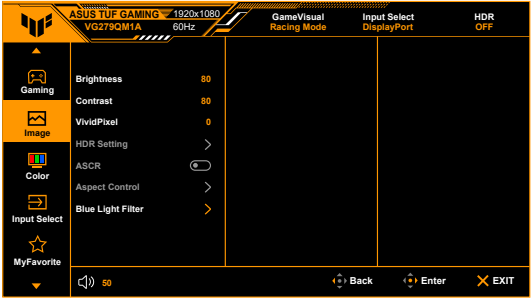 ASUS TUF GAMING 1920x1080
VG279QM1A 60Hz
GameVisual
Racing Mode
Input Select
DisplayPort
HDR
OFF
Gaming
Image
Color
Input Select
MyFavorite
Brightness 80
Contrast 80
VividPixel 0
HDR Setting
ASCR
Aspect Control
Blue Light Filter
50
Back
Enter
EXIT